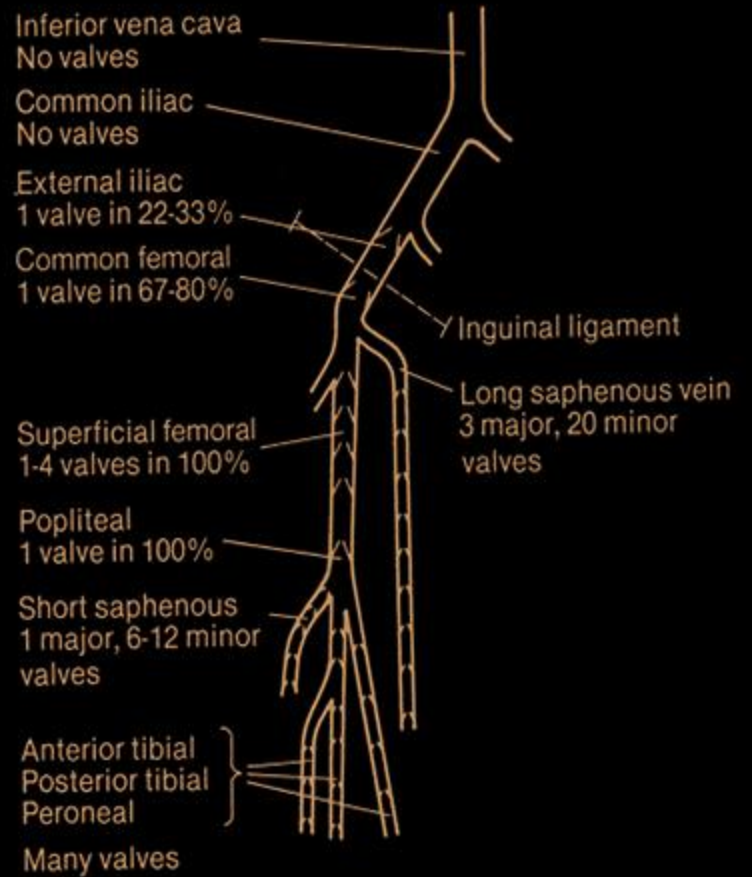 Inferior vena cava
No valves
Common iliac
No valves
External iliac
1 valve in 22-33%
Common femoral
1 valve in 67-80%
Inguinal ligament
Long saphenous vein
3 major, 20 minor
valves
Superficial femoral
1-4 valves in 100%
Popliteal
1 valve in 100%
Short saphenous
1 major, 6-12 minor
valves
Anterior tibial
Posterior tibial
Peroneal
Many valves